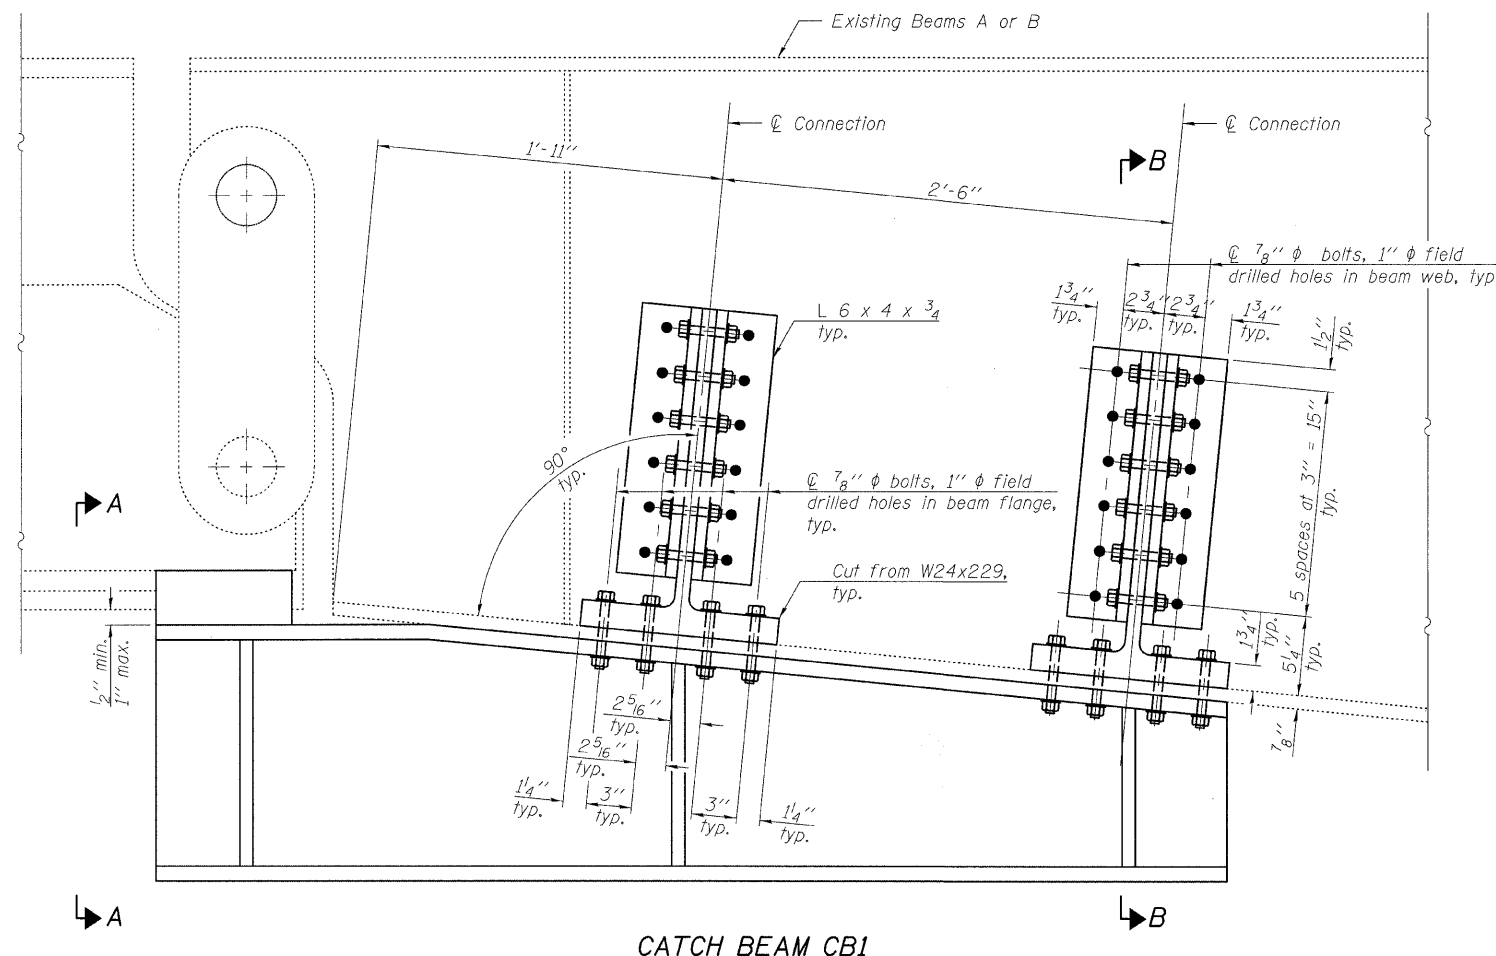 Existing Beams A or B
℄ Connection
℄ Connection
1'-11"
B
2'-6"
℄ 7/8" ϕ bolts, 1" ϕ field
drilled holes in beam web, typ
1 3/4"
typ.
2 3/4"
typ.
2 3/4"
typ.
1 3/4"
typ.
1 1/2"
typ.
L 6 x 4 x 3/4
typ.
90°
typ.
℄ 7/8" ϕ bolts, 1" ϕ field
drilled holes in beam flange,
typ.
5 spaces at 3" = 15"
typ.
A
Cut from W24x229,
typ.
1/2" min.
1" max.
1 3/4"
typ.
5 1/4"
typ.
7/8"
2 5/16"
typ.
2 5/16"
typ.
1 1/4"
typ.
3"
typ.
3"
typ.
1 1/4"
typ.
A
B
CATCH BEAM CB1